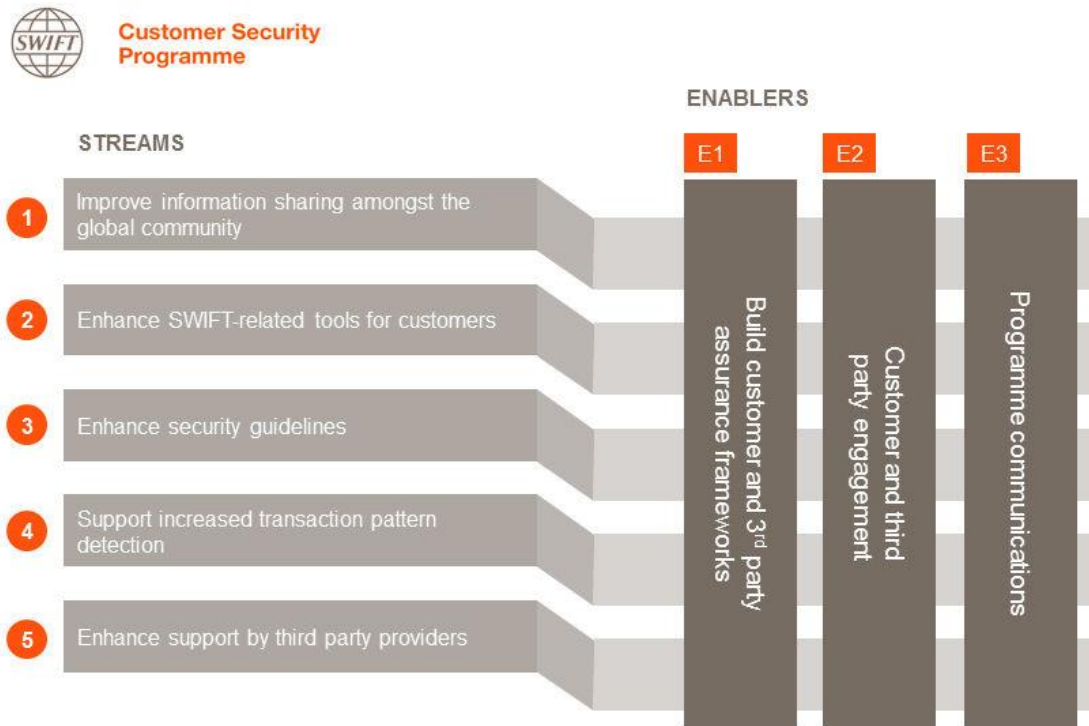 SWIFT
Customer Security
Programme
ENABLERS
STREAMS
E1
E2
E3
1
Improve information sharing amongst the
global community
2
Enhance SWIFT-related tools for customers
3
Enhance security guidelines
4
Support increased transaction pattern
detection
5
Enhance support by third party providers
Build customer and 3rd party
assurance frameworks
Customer and third
party engagement
Programme communications